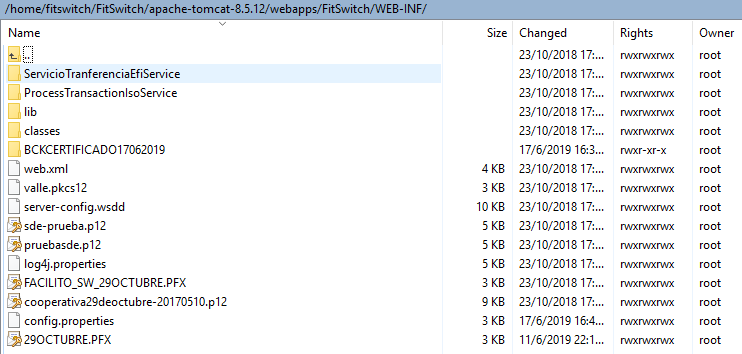 /home/fitswitch/FitSwitch/apache-tomcat-8.5.12/webapps/FitSwitch/WEB-INF/
Name Size Changed Rights Owner
.. 23/10/2018 17:... rwxrwxrwx root
ServicioTranferenciaEfiService 23/10/2018 17:... rwxrwxrwx root
ProcessTransactionIsoService 23/10/2018 17:... rwxrwxrwx root
lib 23/10/2018 17:... rwxrwxrwx root
classes 23/10/2018 17:... rwxrwxrwx root
BCKCERTIFICADO17062019 17/6/2019 16:3... rwxr-xr-x root
web.xml 4 KB 23/10/2018 17:... rwxrwxrwx root
valle.pkcs12 3 KB 23/10/2018 17:... rwxrwxrwx root
server-config.wsdd 10 KB 23/10/2018 17:... rwxrwxrwx root
sde-prueba.p12 5 KB 23/10/2018 17:... rwxrwxrwx root
pruebasde.p12 5 KB 23/10/2018 17:... rwxrwxrwx root
log4j.properties 5 KB 23/10/2018 17:... rwxrwxrwx root
FACILITO_SW_29OCTUBRE.PFX 3 KB 23/10/2018 17:... rwxrwxrwx root
cooperativa29deoctubre-20170510.p12 9 KB 23/10/2018 17:... rwxrwxrwx root
config.properties 3 KB 17/6/2019 16:4... rwxrwxrwx root
29OCTUBRE.PFX 3 KB 11/6/2019 22:1... rwxrwxrwx root